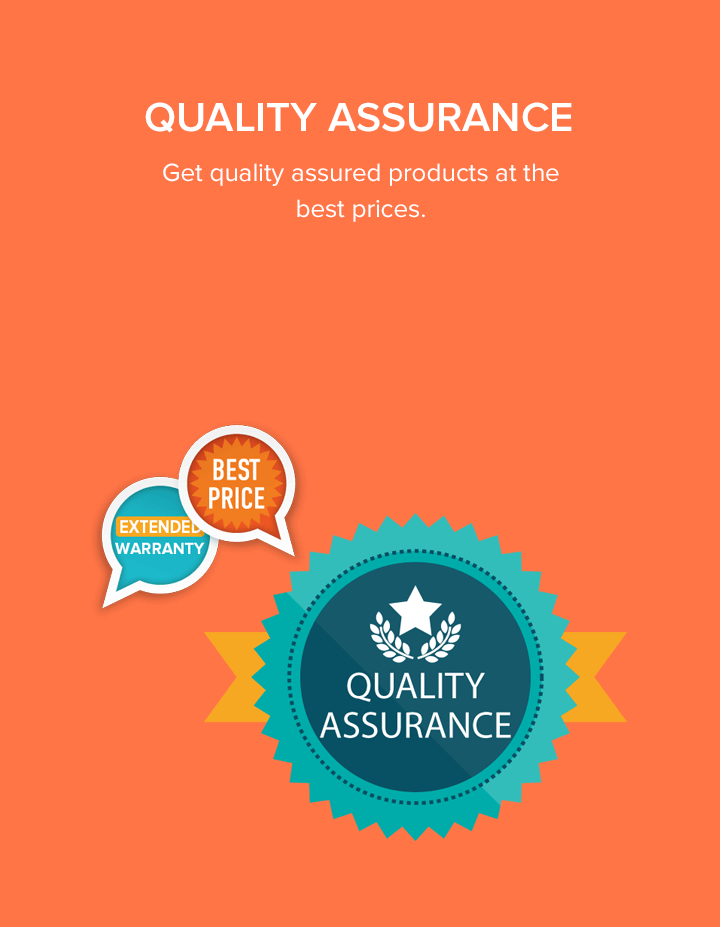 QUALITY ASSURANCE
Get quality assured products at the
best prices.
BEST
PRICE
EXTENDED
WARRANTY
QUALITY
ASSURANCE